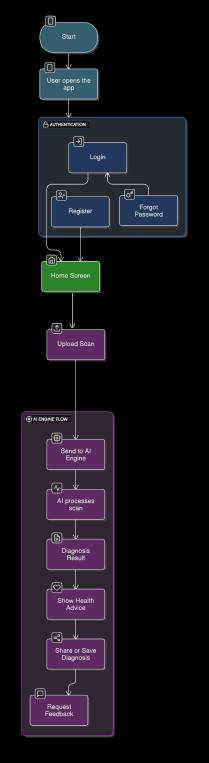 Start
User opens the
app
AUTHENTICATION
Login
Register
Forgot
Password
Home Screen
Upload Scan
AI ENGINE FLOW
Send to AI
Engine
AI processes
scan
Diagnosis
Result
Show Health
Advice
Share or Save
Diagnosis
Request
Feedback